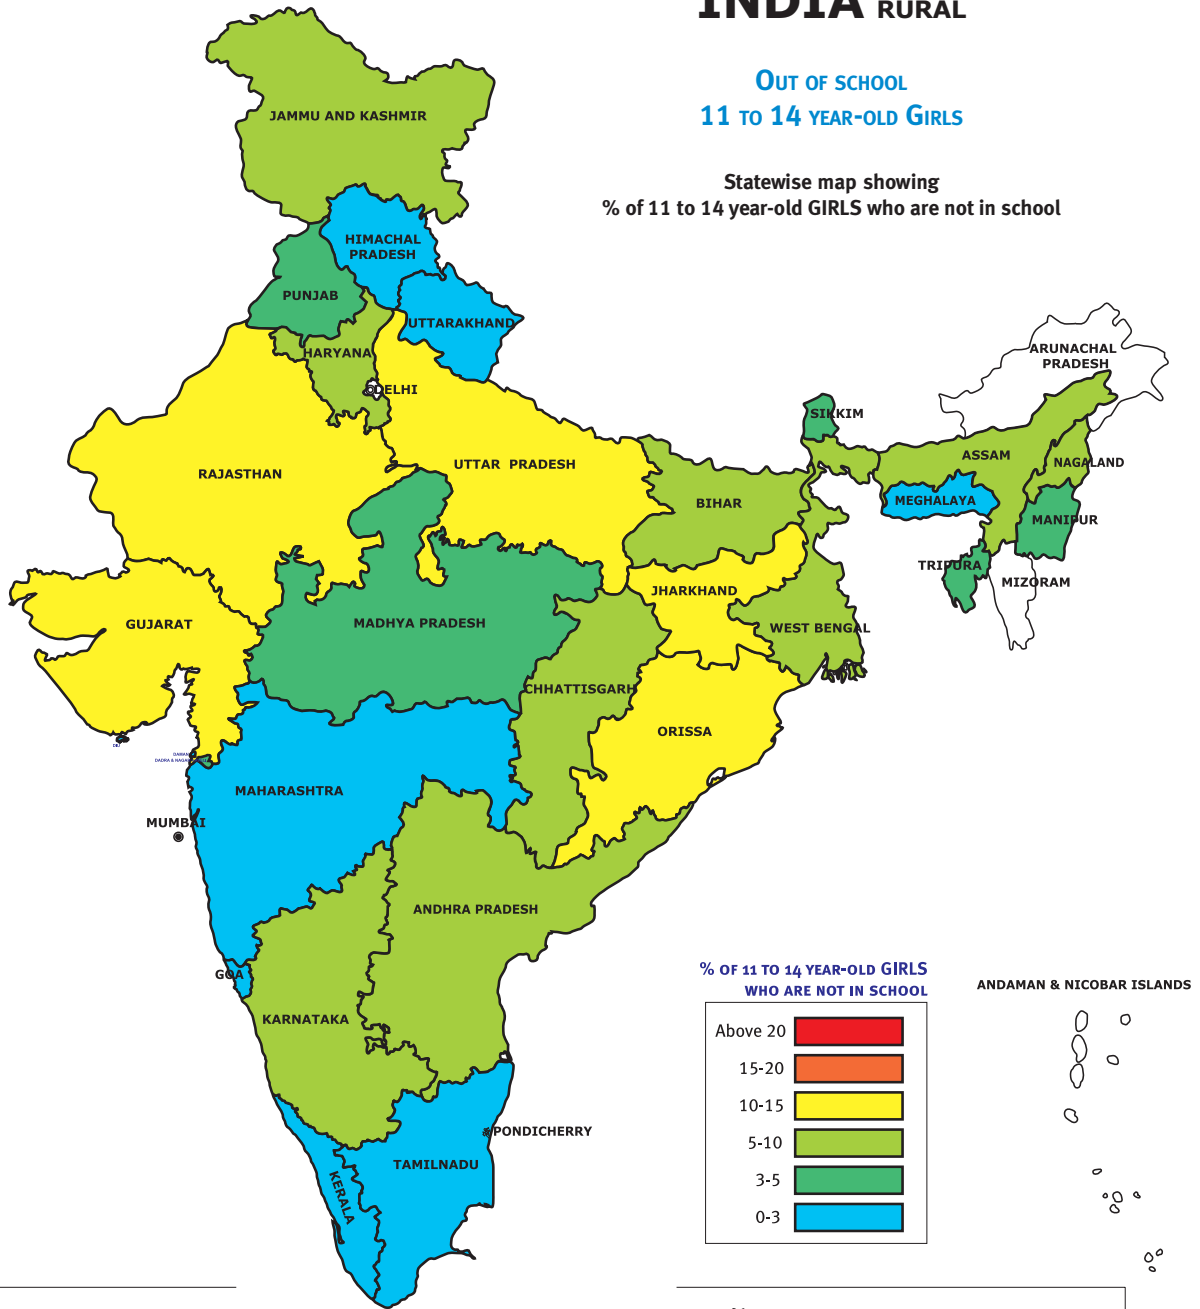 INDIA RURAL
OUT OF SCHOOL
11 TO 14 YEAR-OLD GIRLS
Statewise map showing
% of 11 to 14 year-old GIRLS who are not in school
JAMMU AND KASHMIR
HIMACHAL
PRADESH
PUNJAB
UTTARAKHAND
HARYANA
DELHI
ARUNACHAL
PRADESH
SIKKIM
RAJASTHAN
UTTAR PRADESH
ASSAM
NAGALAND
BIHAR
MEGHALAYA
MANIPUR
TRIPURA
MIZORAM
JHARKHAND
GUJARAT
MADHYA PRADESH
WEST BENGAL
CHHATTISGARH
ORISSA
DIU
DAMAN
DADRA & NAGAR
MAHARASHTRA
MUMBAI
ANDHRA PRADESH
GOA
KARNATAKA
PONDICHERRY
TAMILNADU
KERALA
% OF 11 TO 14 YEAR-OLD GIRLS
WHO ARE NOT IN SCHOOL
Above 20
15-20
10-15
5-10
3-5
0-3
ANDAMAN & NICOBAR ISLANDS